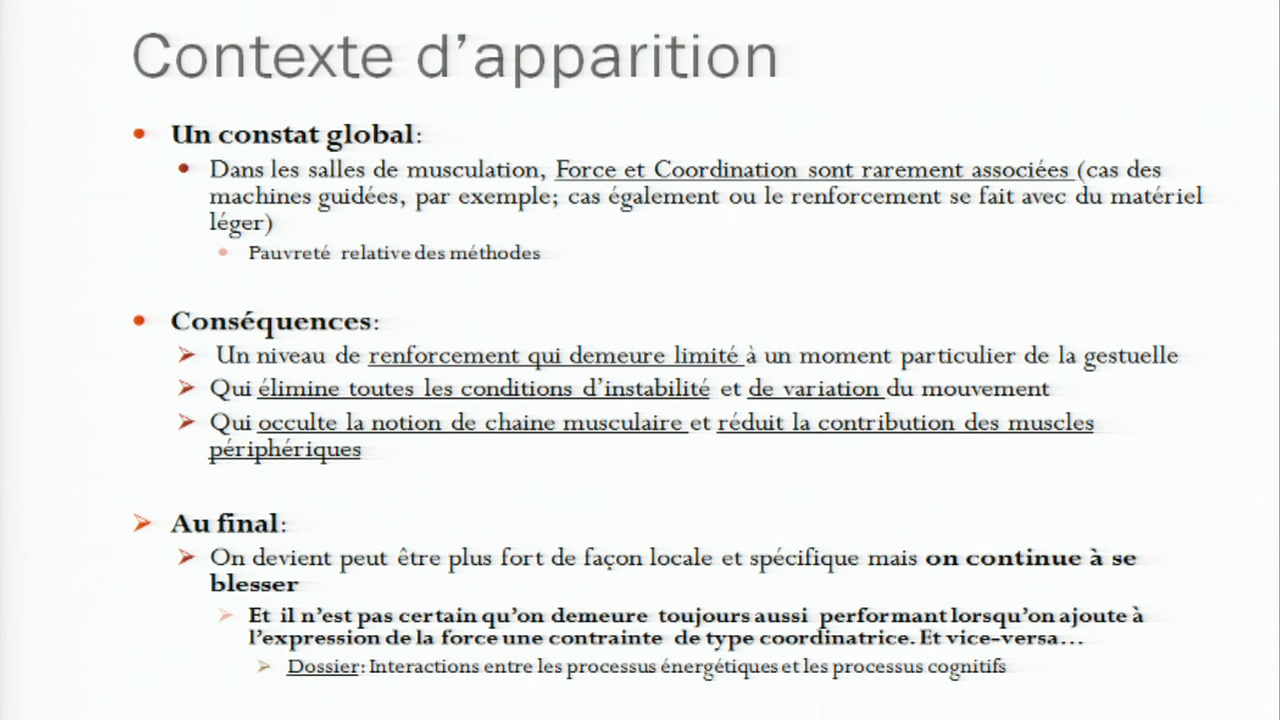 Contexte d’apparition
Un constat global:
Dans les salles de musculation, Force et Coordination sont rarement associées (cas des
machines guidées, par exemple; cas également ou le renforcement se fait avec du matériel
léger)
Pauvreté relative des méthodes
Conséquences:
Un niveau de renforcement qui demeure limité à un moment particulier de la gestuelle
Qui élimine toutes les conditions d’instabilité et de variation du mouvement
Qui occulte la notion de chaine musculaire et réduit la contribution des muscles
périphériques
Au final:
On devient peut être plus fort de façon locale et spécifique mais on continue à se
blesser
Et il n’est pas certain qu’on demeure toujours aussi performant lorsqu’on ajoute à
l’expression de la force une contrainte de type coordinatrice. Et vice-versa…
Dossier: Interactions entre les processus énergétiques et les processus cognitifs